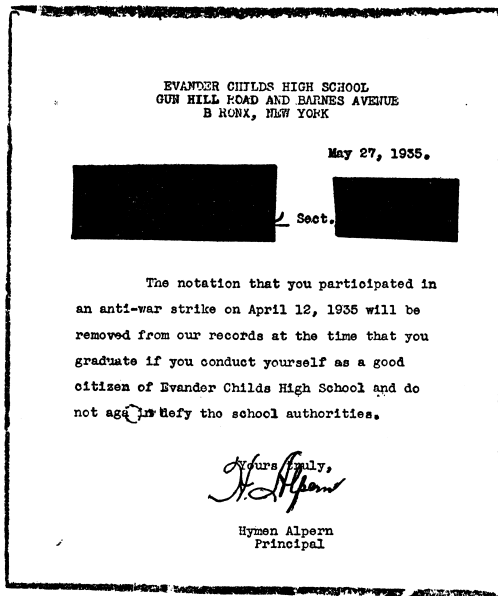 EVANDER CHILDS HIGH SCHOOL
GUN HILL ROAD AND BARNES AVENUE
B RONX, NEW YORK
May 27, 1935.
Sect.
The notation that you participated in
an anti-war strike on April 12, 1935 will be
removed from our records at the time that you
graduate if you conduct yourself as a good
citizen of Evander Childs High School and do
not again defy the school authorities.
Yours truly,
H. Alpern
Hymen Alpern
Principal